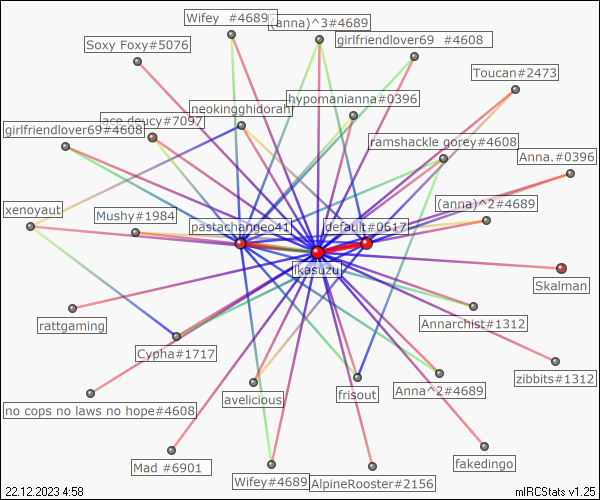 Wifey #4689
(anna)^3#4689
girlfriendlover69 #4608
Soxy Foxy#5076
Toucan#2473
hypomanianna#0396
neokingghidorah
ace deucy#7097
girlfriendlover69#4608
ramshackle gorey#4608
Anna.#0396
xenoyaut
Mushy#1984
(anna)^2#4689
pastachangeo41
default#0617
ikasuzu
Skalman
rattgaming
Annarchist#1312
Cypha#1717
zibbits#1312
no cops no laws no hope#4608
avelicious
frisout
Anna^2#4689
Mad #6901
Wifey#4689
AlpineRooster#2156
fakedingo
22.12.2023 4:58
mIRCStats v1.25